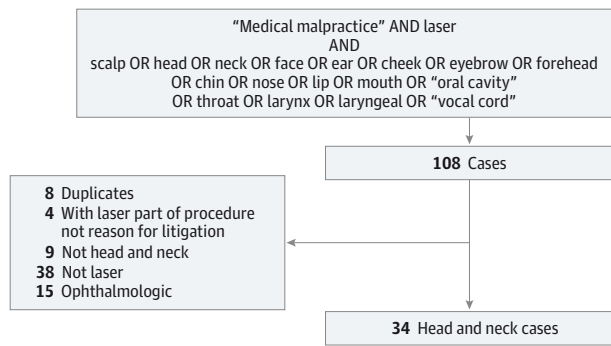 “Medical malpractice” AND laser
AND
scalp OR head OR neck OR face OR ear OR cheek OR eyebrow OR forehead
OR chin OR nose OR lip OR mouth OR “oral cavity”
OR throat OR larynx OR laryngeal OR “vocal cord”
108 Cases
8 Duplicates
4 With laser part of procedure
not reason for litigation
9 Not head and neck
38 Not laser
15 Ophthalmologic
34 Head and neck cases